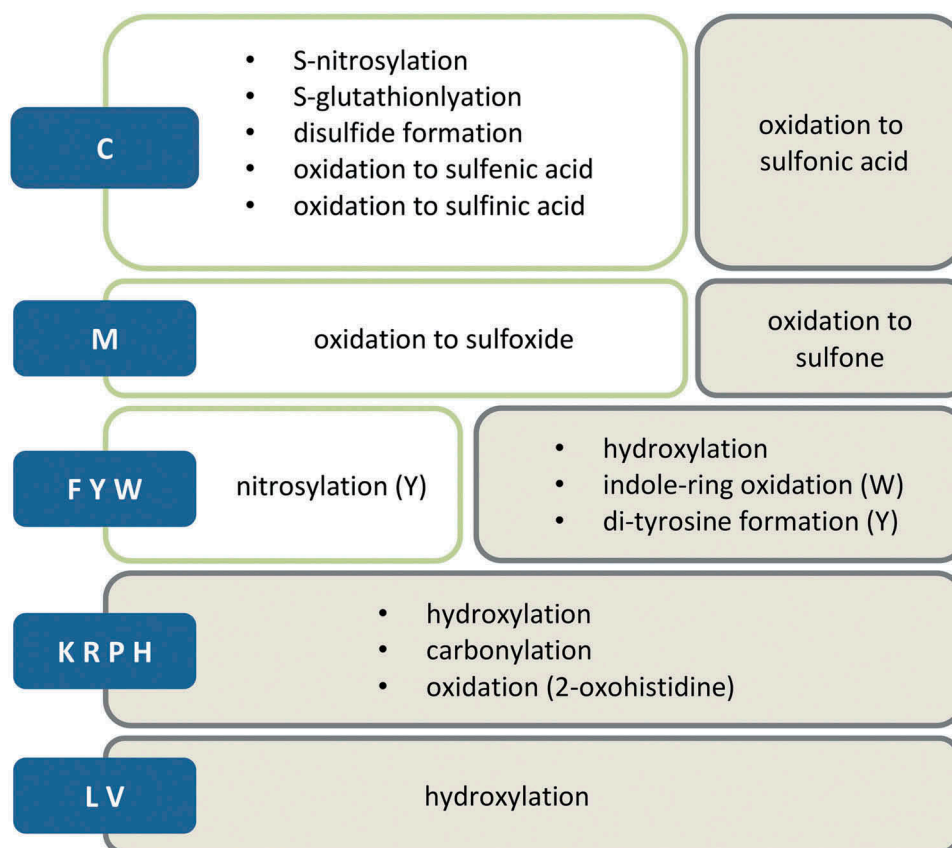 C
• S-nitrosylation
• S-glutathionlyation
• disulfide formation
• oxidation to sulfenic acid
• oxidation to sulfinic acid
oxidation to
sulfonic acid
M
oxidation to sulfoxide
oxidation to
sulfone
F Y W
nitrosylation (Y)
• hydroxylation
• indole-ring oxidation (W)
• di-tyrosine formation (Y)
K R P H
• hydroxylation
• carbonylation
• oxidation (2-oxohistidine)
L V
hydroxylation